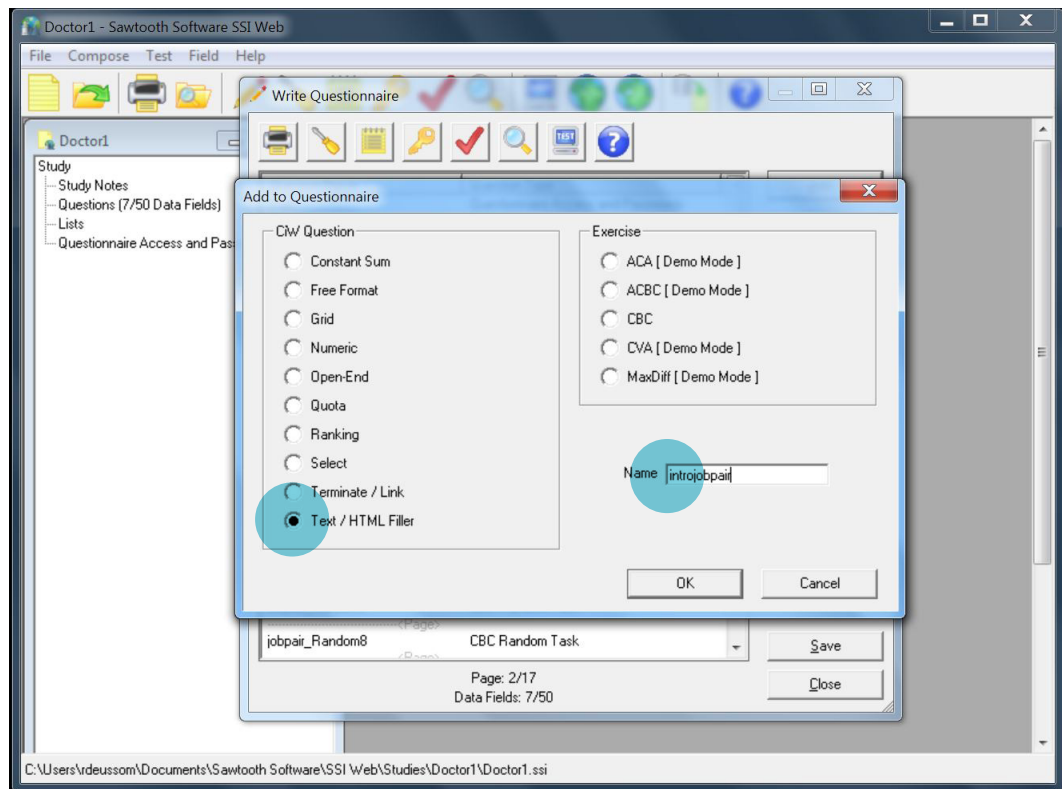 Doctor1 - Sawtooth Software SSI Web
File Compose Test Field Help
Write Questionnaire
Doctor1
TEST
Study
Study Notes
Questions (7/50 Data Fields)
Lists
Questionnaire Access and Pas
Add to Questionnaire
CiW Question
Constant Sum
Free Format
Grid
Numeric
Open-End
Quota
Ranking
Select
Terminate / Link
Text / HTML Filler
Exercise
ACA [ Demo Mode ]
ACBC [ Demo Mode ]
CBC
CVA [ Demo Mode ]
MaxDiff [ Demo Mode ]
Name introjobpair
OK Cancel
<Page>
jobpair_Random8 CBC Random Task
<Page>
Save
Page: 2/17
Data Fields: 7/50
Close
C:\Users\rdeussom\Documents\Sawtooth Software\SSI Web\Studies\Doctor1\Doctor1.ssi